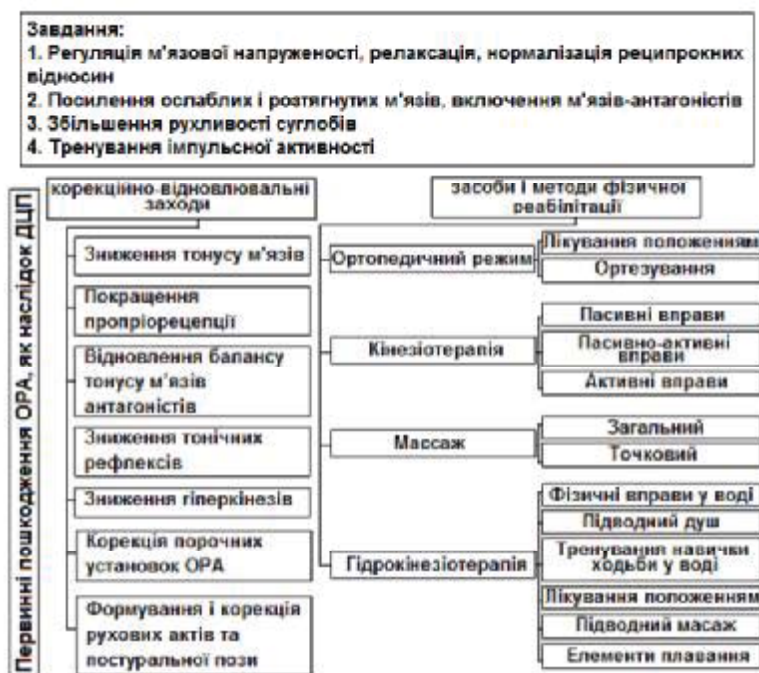 Завдання:
1. Регуляція м'язової напруженості, релаксація, нормалізація реципрокних
відносин
2. Посилення ослаблих і розтягнутих м'язів, включення м'язів-антагоністів
3. Збільшення рухливості суглобів
4. Тренування імпульсної активності
Первинні пошкодження ОРА, як наслідок ДЦП
корекційно-відновлювальні
заходи
Зниження тонусу м'язів
Покращення
пропріорецепції
Відновлення балансу
тонусу м'язів
антагоністів
Зниження тонічних
рефлексів
Зниження гіперкінезів
Корекція порочних
установок ОРА
Формування і корекція
рухових актів та
постуральної пози
засоби і методи фізичної
реабілітації
Ортопедичний режим
Лікування положенням
Ортезування
Кінезіотерапія
Пасивні вправи
Пасивно-активні
вправи
Активні вправи
Массаж
Загальний
Точковий
Гідрокінезіотерапія
Фізичні вправи у воді
Підводний душ
Тренування навички
ходьби у воді
Лікування положенням
Підводний масаж
Елементи плавання